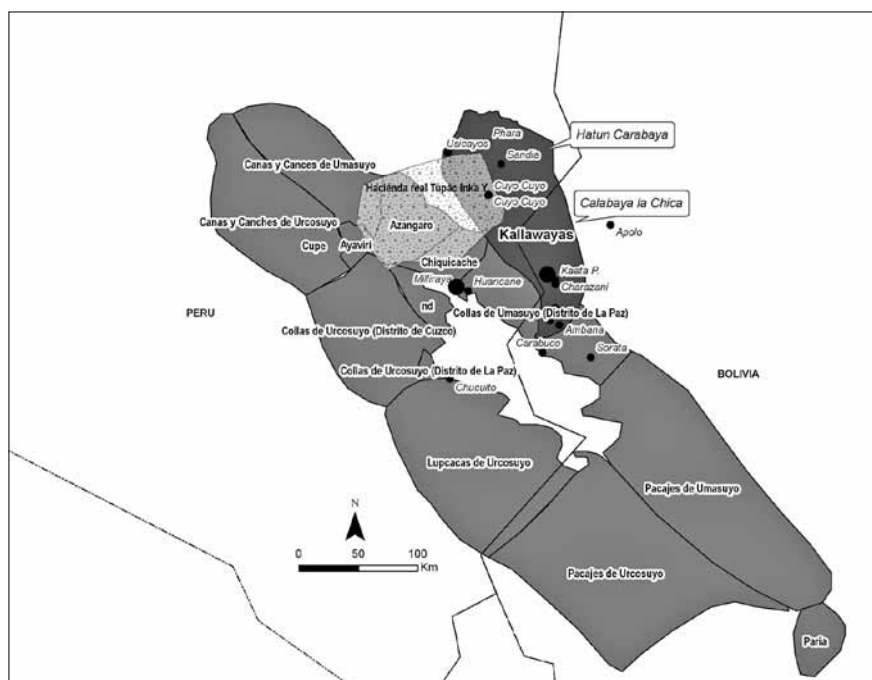 Phara
Hatun Carabaya
Usicayos
Sandia
Canas y Cances de Umasuyo
Hacienda real Tupac Inka Y.
Cuyo Cuyo
Cuyo Cuyo
Calabaya la Chica
Canas y Canches de Urcosuyo
Azangaro
Apolo
Kallawayas
Cupe
Ayaviri
Chiquicache
Kaata P.
Milliraya
Huancane
Charazani
nd
PERU
Collas de Umasuyo (Distrito de La Paz)
Collas de Urcosuyo (Distrito de Cuzco)
Ambana
Carabuco
Sorata
Collas de Urcosuyo (Distrito de La Paz)
BOLIVIA
Chucuito
Lupcacas de Urcosuyo
Pacajes de Umasuyo
N
0 50 100
Km
Pacajes de Urcosuyo
Paria